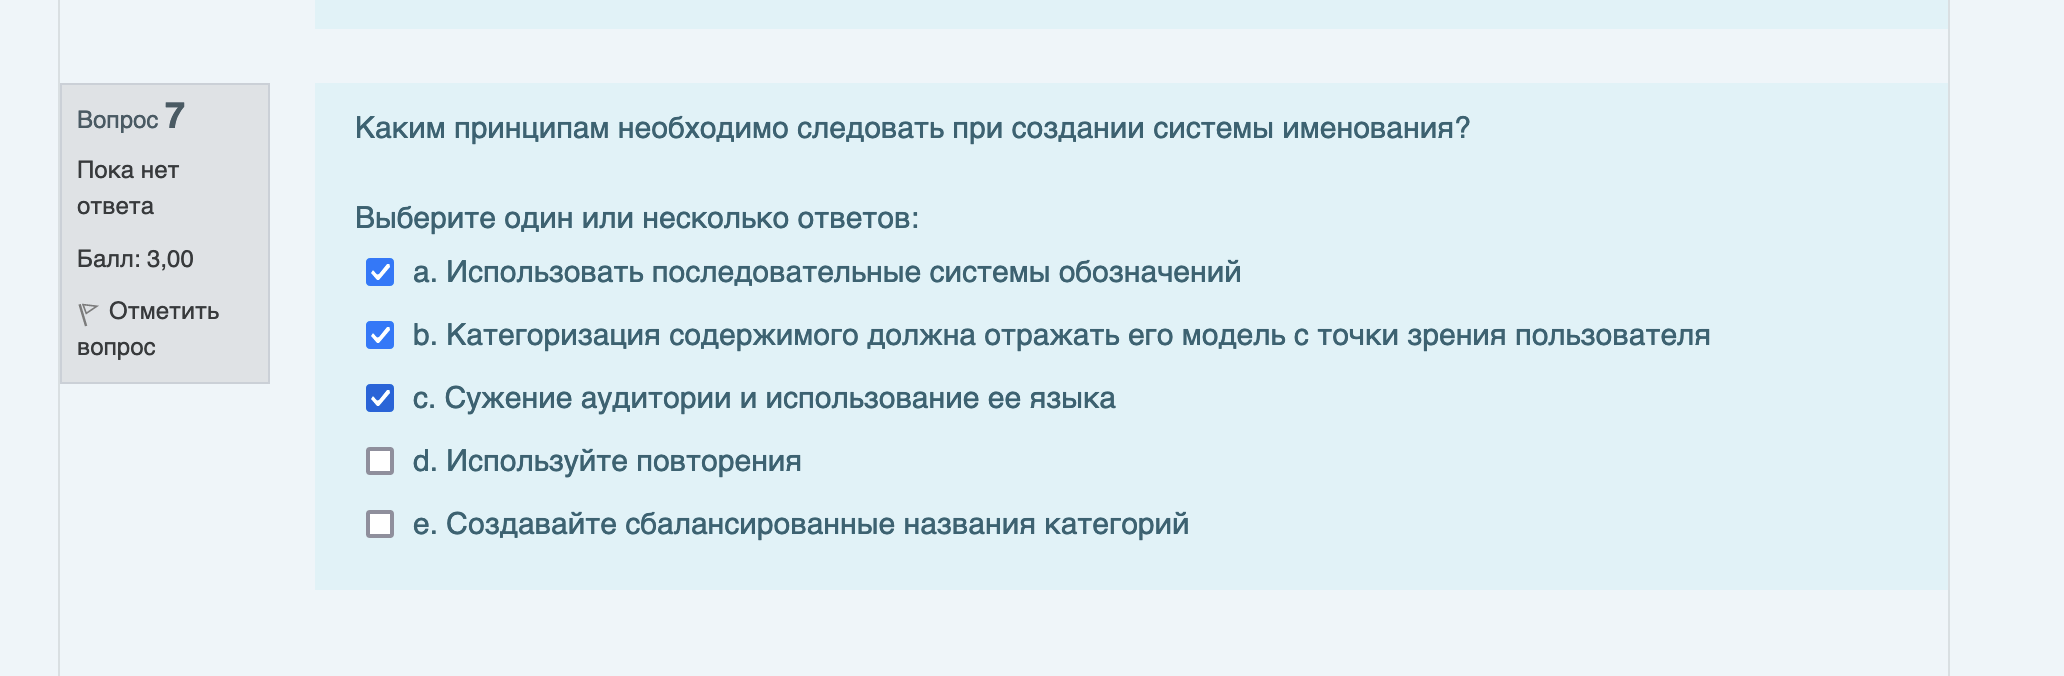 Вопрос 7
Пока нет
ответа
Балл: 3,00
Отметить
вопрос
Каким принципам необходимо следовать при создании системы именования?
Выберите один или несколько ответов:
a. Использовать последовательные системы обозначений
b. Категоризация содержимого должна отражать его модель с точки зрения пользователя
c. Сужение аудитории и использование ее языка
d. Используйте повторения
e. Создавайте сбалансированные названия категорий